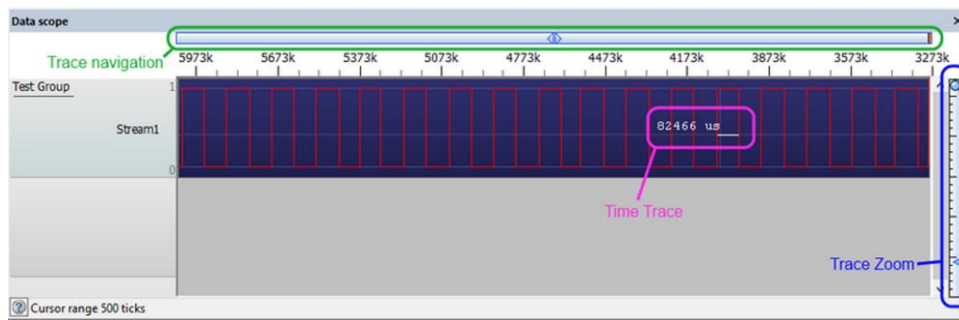 Data scope
Trace navigation
5973k 5673k 5373k 5073k 4773k 4473k 4173k 3873k 3573k 3273k
Test Group
1
Stream1
82466 us
0
Time Trace
Trace Zoom
Cursor range 500 ticks